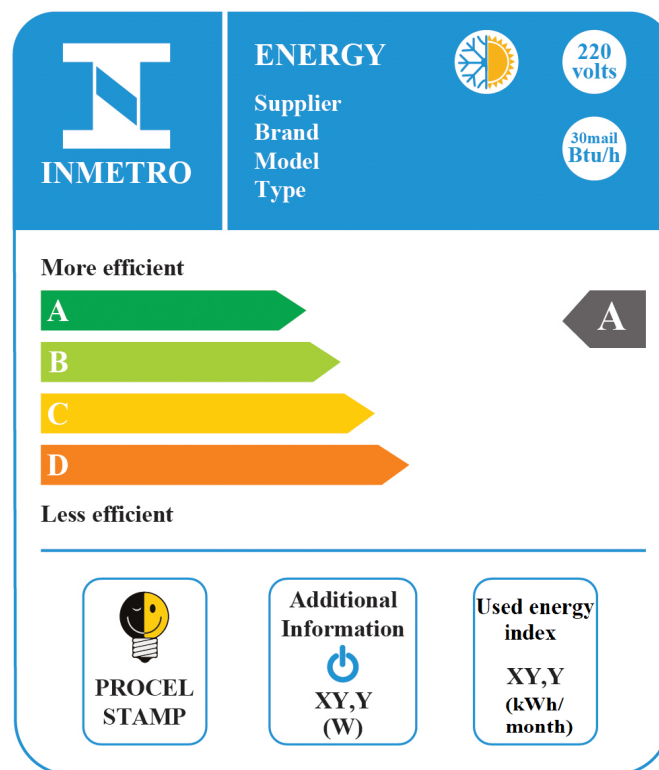 INMETRO
ENERGY
Supplier
Brand
Model
Type
220
volts
30mail
Btu/h
More efficient
A
A
B
C
D
Less efficient
PROCEL
STAMP
Additional
Information
XY,Y
(W)
Used energy
index
XY,Y
(kWh/
month)